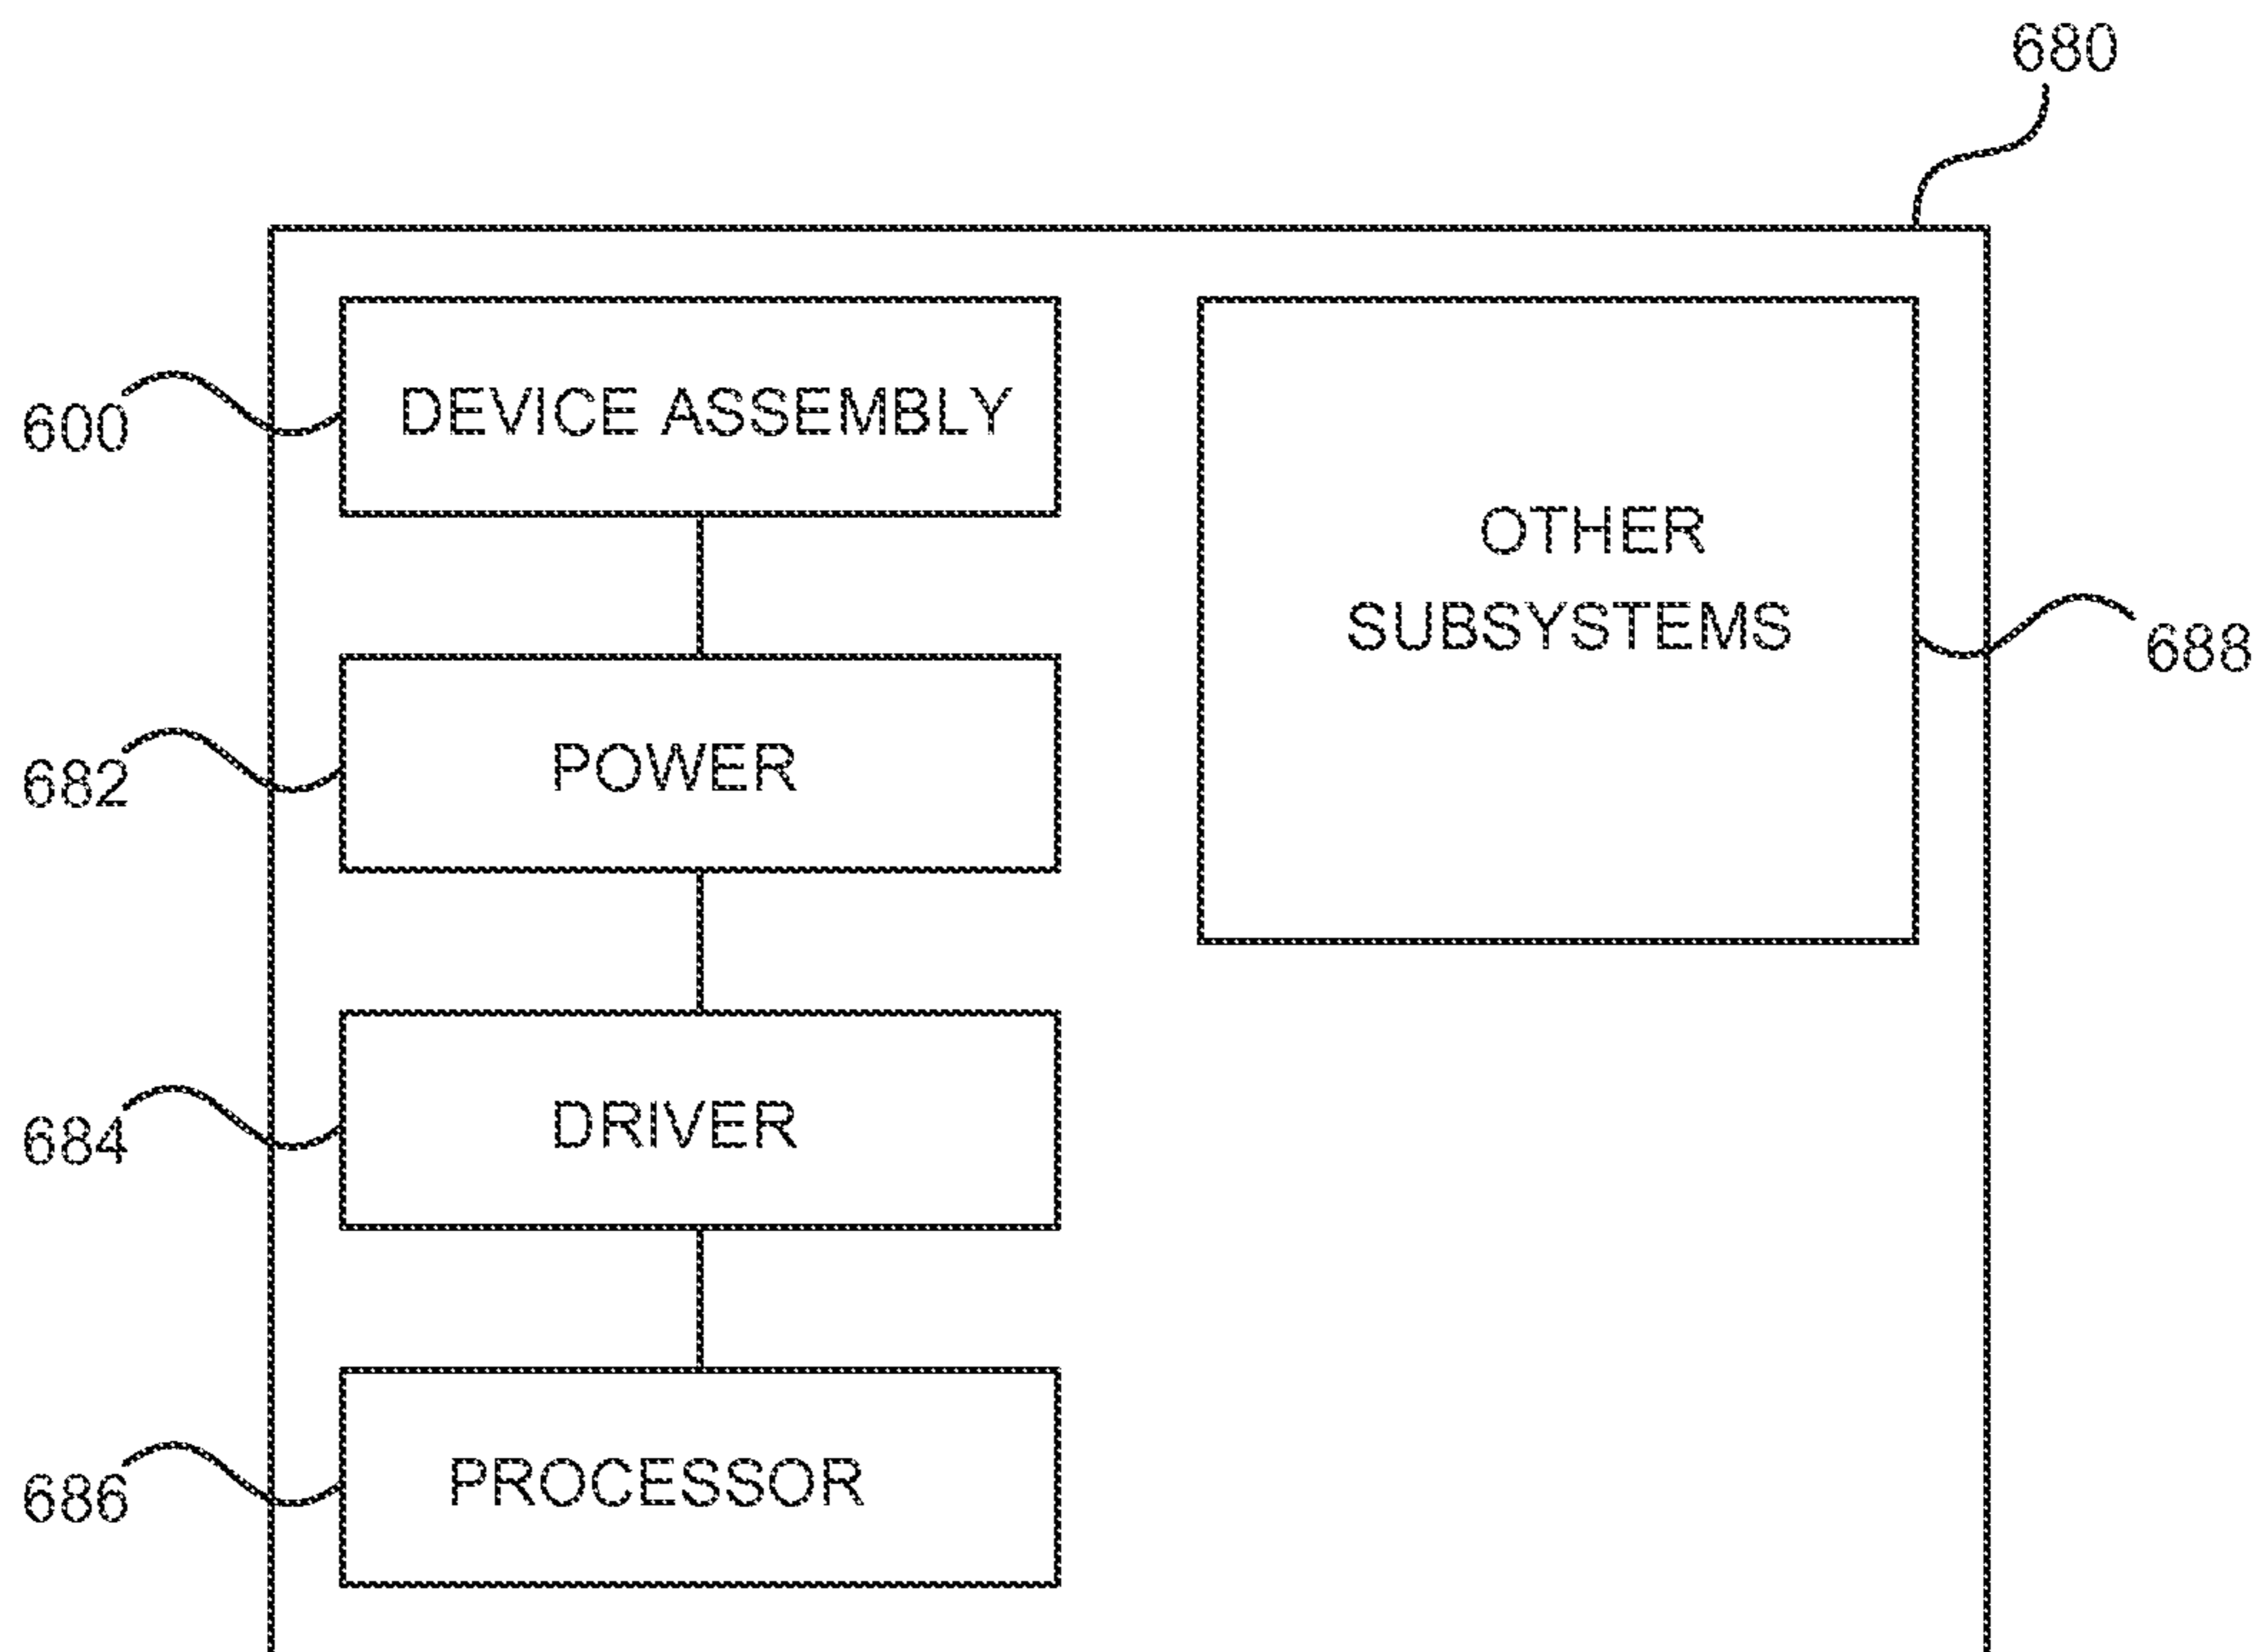 680
600
DEVICE ASSEMBLY
OTHER
SUBSYSTEMS
688
682
POWER
684
DRIVER
686
PROCESSOR